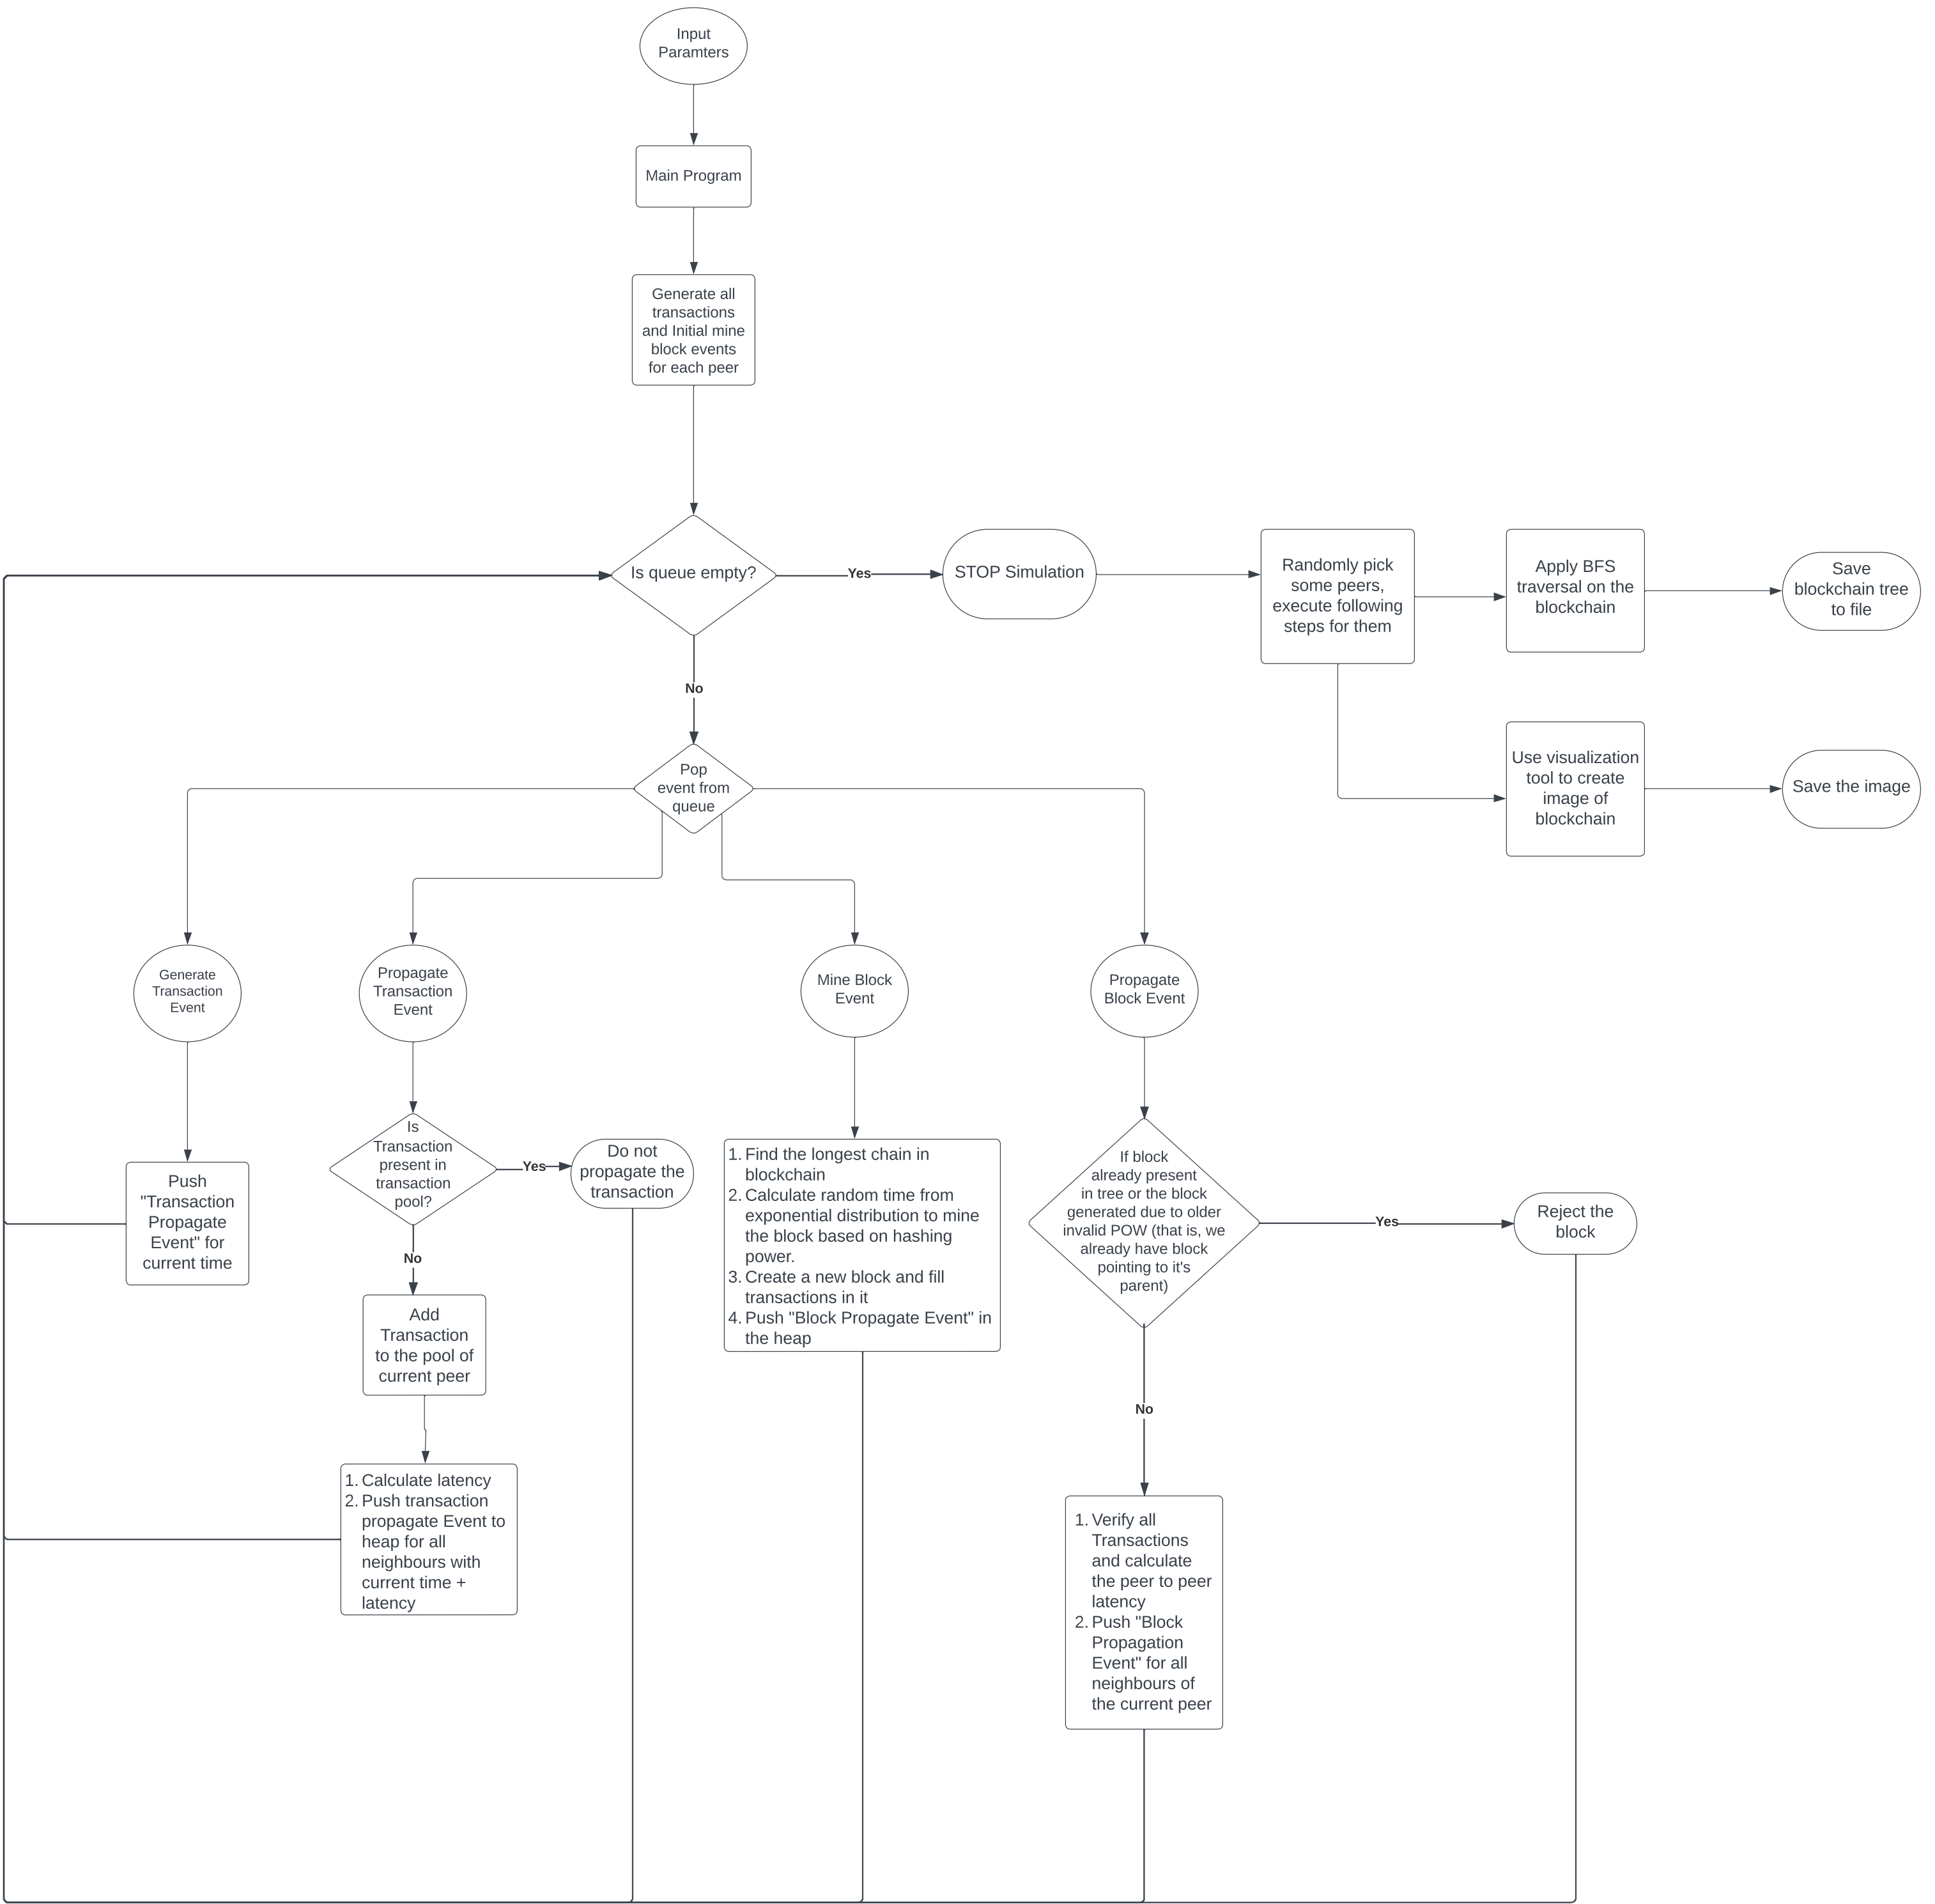 Input
Paramters
Main Program
Generate all
transactions
and Initial mine
block events
for each peer
Is queue empty?
Yes
STOP Simulation
Randomly pick
some peers,
execute following
steps for them
Apply BFS
traversal on the
blockchain
Save
blockchain tree
to file
No
Use visualization
tool to create
image of
blockchain
Save the image
Pop
event from
queue
Generate
Transaction
Event
Propagate
Transaction
Event
Mine Block
Event
Propagate
Block Event
Push
"Transaction
Propagate
Event" for
current time
Is
Transaction
present in
transaction
pool?
Yes
Do not
propagate the
transaction
No
Add
Transaction
to the pool of
current peer
1. Calculate latency
2. Push transaction
propagate Event to
heap for all
neighbours with
current time +
latency
1. Find the longest chain in
blockchain
2. Calculate random time from
exponential distribution to mine
the block based on hashing
power.
3. Create a new block and fill
transactions in it
4. Push "Block Propagate Event" in
the heap
If block
already present
in tree or the block
generated due to older
invalid POW (that is, we
already have block
pointing to it's
parent)
Yes
Reject the
block
No
1. Verify all
Transactions
and calculate
the peer to peer
latency
2. Push "Block
Propagation
Event" for all
neighbours of
the current peer